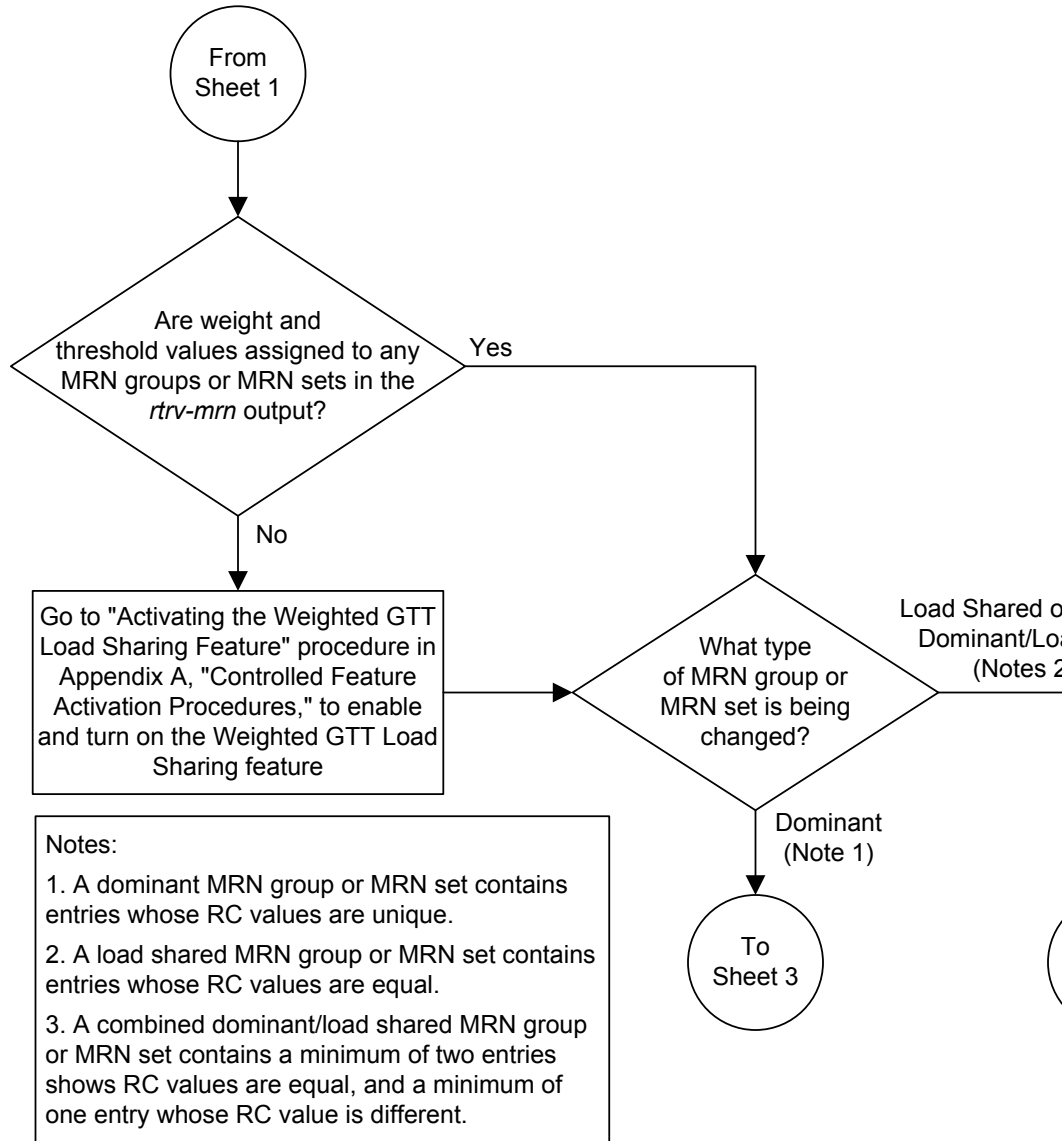 From
Sheet 1
Are weight and
threshold values assigned to any
MRN groups or MRN sets in the
rtrv-mrn output?
Yes
No
Go to "Activating the Weighted GTT
Load Sharing Feature" procedure in
Appendix A, "Controlled Feature
Activation Procedures," to enable
and turn on the Weighted GTT Load
Sharing feature
What type
of MRN group or
MRN set is being
changed?
Load Shared
Dominant/
(Notes 2
Dominant
(Note 1)
To
Sheet 3
Notes:
1. A dominant MRN group or MRN set contains
entries whose RC values are unique.
2. A load shared MRN group or MRN set contains
entries whose RC values are equal.
3. A combined dominant/load shared MRN group
or MRN set contains a minimum of two entries
shows RC values are equal, and a minimum of
one entry whose RC value is different.